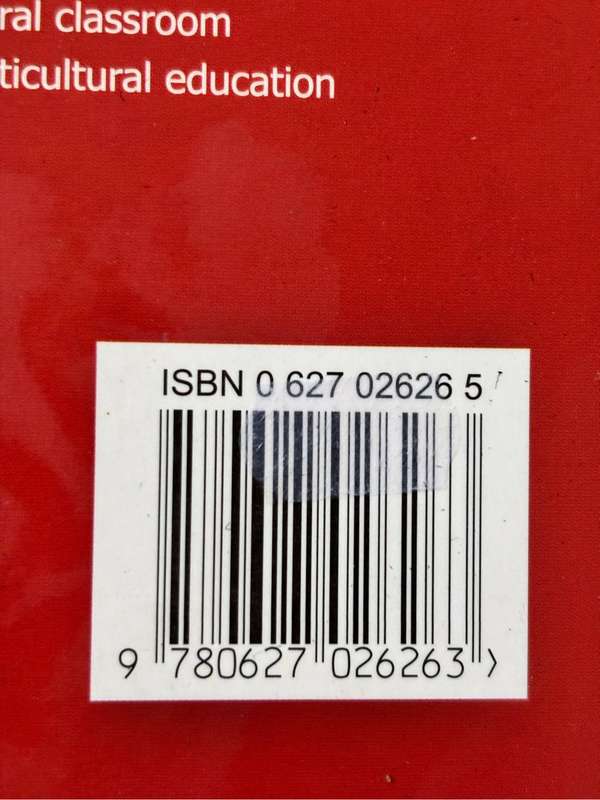 ral classroom
ticultural education
ISBN 0 627 02626 5
9 780627 026263 >